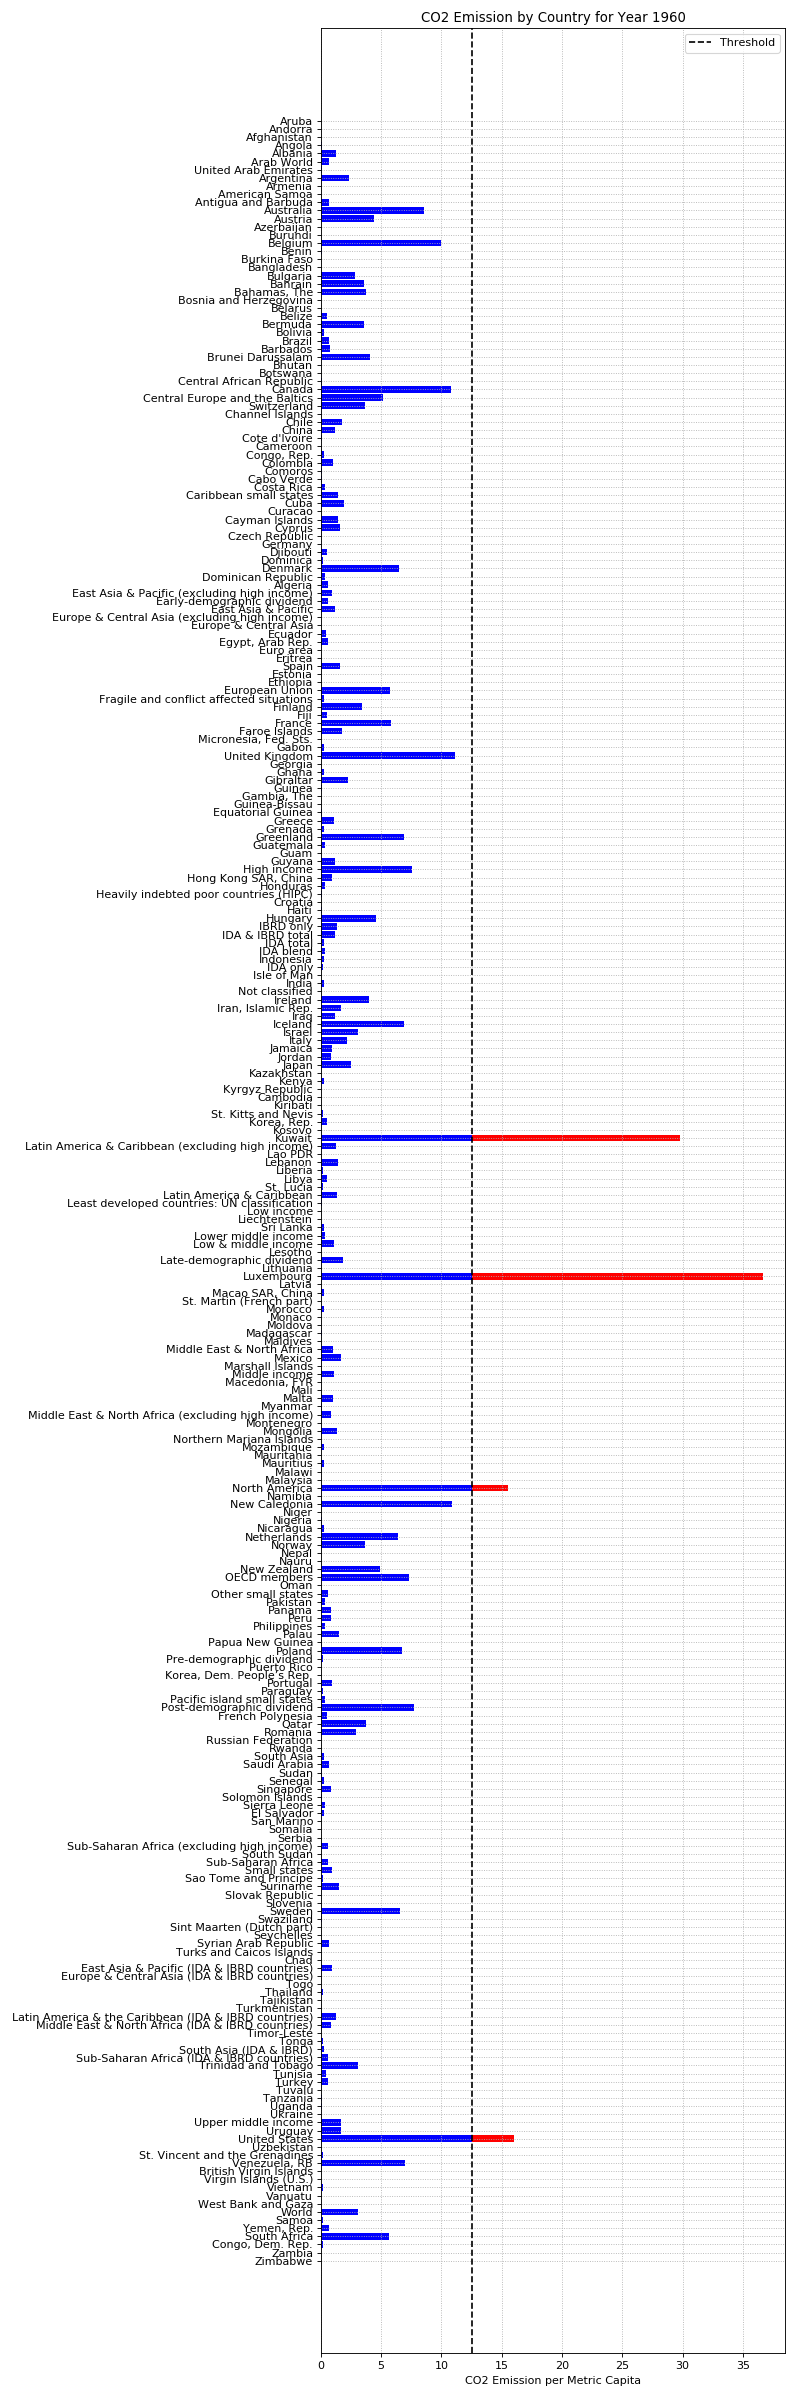 CO2 Emission by Country for Year 1960
Threshold
Aruba
Andorra
Afghanistan
Angola
Albania
Arab World
United Arab Emirates
Argentina
Armenia
American Samoa
Antigua and Barbuda
Australia
Austria
Azerbaijan
Burundi
Belgium
Benin
Burkina Faso
Bangladesh
Bulgaria
Bahrain
Bahamas, The
Bosnia and Herzegovina
Belarus
Belize
Bermuda
Bolivia
Brazil
Barbados
Brunei Darussalam
Bhutan
Botswana
Central African Republic
Canada
Central Europe and the Baltics
Switzerland
Channel Islands
Chile
China
Cote d'Ivoire
Cameroon
Congo, Rep.
Colombia
Comoros
Cabo Verde
Costa Rica
Caribbean small states
Cuba
Curacao
Cayman Islands
Cyprus
Czech Republic
Germany
Djibouti
Dominica
Denmark
Dominican Republic
Algeria
East Asia & Pacific (excluding high income)
Early-demographic dividend
East Asia & Pacific
Europe & Central Asia (excluding high income)
Europe & Central Asia
Ecuador
Egypt, Arab Rep.
Euro area
Eritrea
Spain
Estonia
Ethiopia
European Union
Fragile and conflict affected situations
Finland
Fiji
France
Faroe Islands
Micronesia, Fed. Sts.
Gabon
United Kingdom
Georgia
Ghana
Gibraltar
Guinea
Gambia, The
Guinea-Bissau
Equatorial Guinea
Greece
Grenada
Greenland
Guatemala
Guam
Guyana
High income
Hong Kong SAR, China
Honduras
Heavily indebted poor countries (HIPC)
Croatia
Haiti
Hungary
IBRD only
IDA & IBRD total
IDA total
IDA blend
Indonesia
IDA only
Isle of Man
India
Not classified
Ireland
Iran, Islamic Rep.
Iraq
Iceland
Israel
Italy
Jamaica
Jordan
Japan
Kazakhstan
Kenya
Kyrgyz Republic
Cambodia
Kiribati
St. Kitts and Nevis
Korea, Rep.
Kosovo
Kuwait
Latin America & Caribbean (excluding high income)
Lao PDR
Lebanon
Liberia
Libya
St. Lucia
Latin America & Caribbean
Least developed countries: UN classification
Low income
Liechtenstein
Sri Lanka
Lower middle income
Low & middle income
Lesotho
Late-demographic dividend
Lithuania
Luxembourg
Latvia
Macao SAR, China
St. Martin (French part)
Morocco
Monaco
Moldova
Madagascar
Maldives
Middle East & North Africa
Mexico
Marshall Islands
Middle income
Macedonia, FYR
Mali
Malta
Myanmar
Middle East & North Africa (excluding high income)
Montenegro
Mongolia
Northern Mariana Islands
Mozambique
Mauritania
Mauritius
Malawi
Malaysia
North America
Namibia
New Caledonia
Niger
Nigeria
Nicaragua
Netherlands
Norway
Nepal
Nauru
New Zealand
OECD members
Oman
Other small states
Pakistan
Panama
Peru
Philippines
Palau
Papua New Guinea
Poland
Pre-demographic dividend
Puerto Rico
Korea, Dem. People's Rep.
Portugal
Paraguay
Pacific island small states
Post-demographic dividend
French Polynesia
Qatar
Romania
Russian Federation
Rwanda
South Asia
Saudi Arabia
Sudan
Senegal
Singapore
Solomon Islands
Sierra Leone
El Salvador
San Marino
Somalia
Serbia
Sub-Saharan Africa (excluding high income)
South Sudan
Sub-Saharan Africa
Small states
Sao Tome and Principe
Suriname
Slovak Republic
Slovenia
Sweden
Swaziland
Sint Maarten (Dutch part)
Seychelles
Syrian Arab Republic
Turks and Caicos Islands
Chad
East Asia & Pacific (IDA & IBRD countries)
Europe & Central Asia (IDA & IBRD countries)
Togo
Thailand
Tajikistan
Turkmenistan
Latin America & the Caribbean (IDA & IBRD countries)
Middle East & North Africa (IDA & IBRD countries)
Timor-Leste
Tonga
South Asia (IDA & IBRD)
Sub-Saharan Africa (IDA & IBRD countries)
Trinidad and Tobago
Tunisia
Turkey
Tuvalu
Tanzania
Uganda
Ukraine
Upper middle income
Uruguay
United States
Uzbekistan
St. Vincent and the Grenadines
Venezuela, RB
British Virgin Islands
Virgin Islands (U.S.)
Vietnam
Vanuatu
West Bank and Gaza
World
Samoa
Yemen, Rep.
South Africa
Congo, Dem. Rep.
Zambia
Zimbabwe
0 5 10 15 20 25 30 35
CO2 Emission per Metric Capita